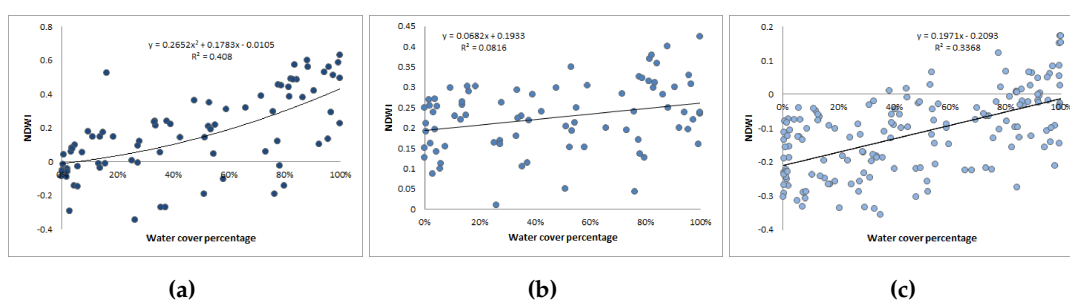 0.8
0.6
0.4
0.2
0
-0.2
-0.4
NDWI
y = 0.2652x² + 0.1783x - 0.0105
R² = 0.408
0% 20% 40% 60% 80% 100%
Water cover percentage
(a)
0.45
0.4
0.35
0.3
0.25
0.2
0.15
0.1
0.05
0
NDWI
y = 0.0682x + 0.1933
R² = 0.0816
0% 20% 40% 60% 80% 100%
Water cover percentage
(b)
0.2
0.1
0
-0.1
-0.2
-0.3
-0.4
NDWI
y = 0.1971x - 0.2093
R² = 0.3368
0% 20% 40% 60% 80% 100%
Water cover percentage
(c)